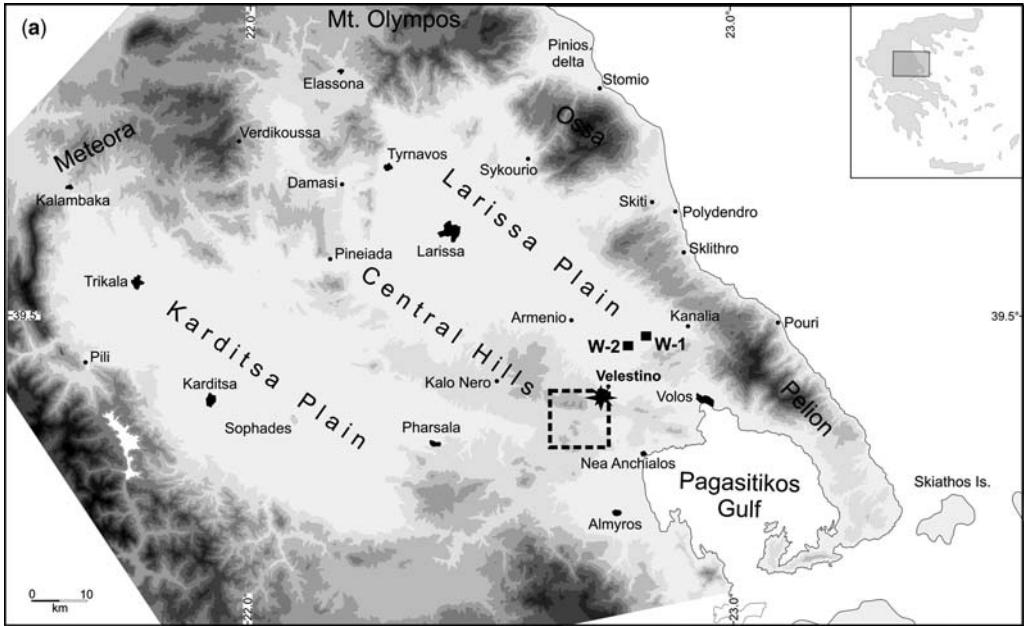 (a)
Mt. Olympos
22.0°
23.0°
Pinios
delta
Elassona
Stomio
Ossa
Verdikoussa
Meteora
Tyrnavos
Sykourio
Damasi
Kalambaka
Skiti
Polydendro
Larissa Plain
Larissa
Sklithro
Pineiada
Trikala
Central Hills
39.5°
Armenio
Kanalia
Pouri
39.5°
W-2
W-1
Karditsa Plain
Pili
Kalo Nero
Velestino
Volos
Pelion
Karditsa
Sophades
Pharsala
Nea Anchialos
Pagasitikos
Gulf
Skiathos Is.
Almyros
0 10
km
22.0°
23.0°